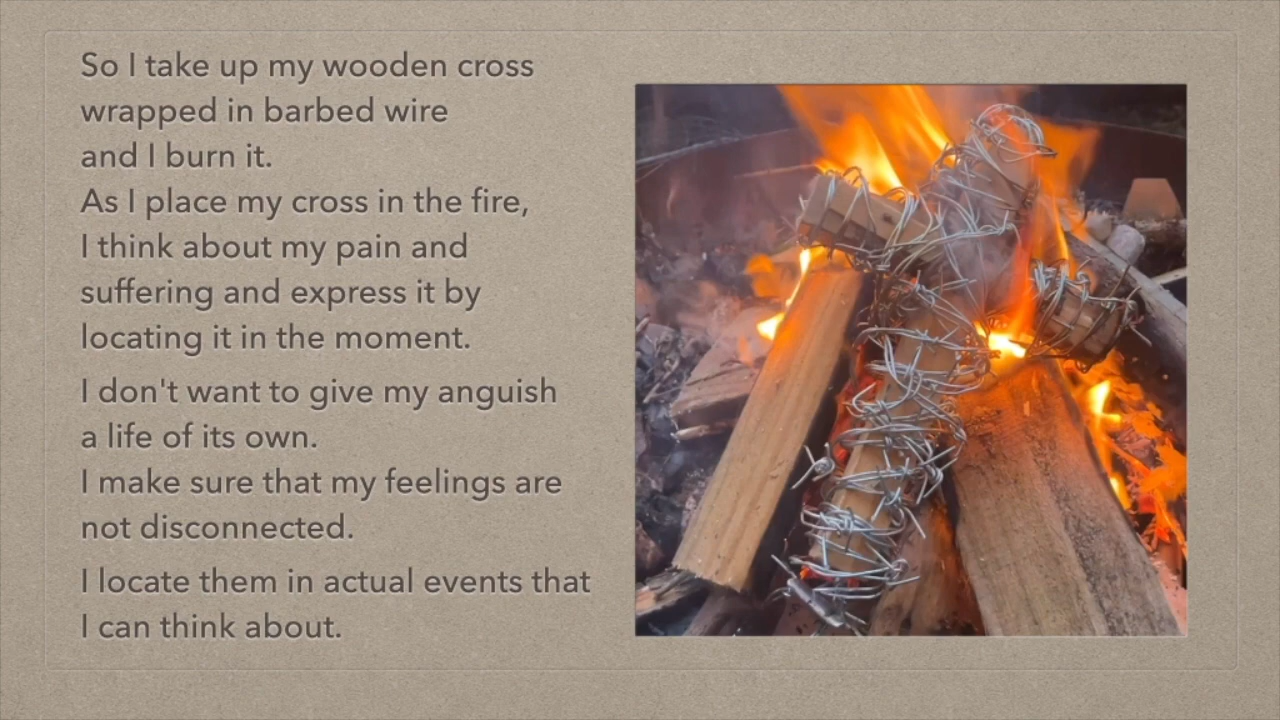 So I take up my wooden cross
wrapped in barbed wire
and I burn it.
As I place my cross in the fire,
I think about my pain and
suffering and express it by
locating it in the moment.
I don't want to give my anguish
a life of its own.
I make sure that my feelings are
not disconnected.
I locate them in actual events that
I can think about.